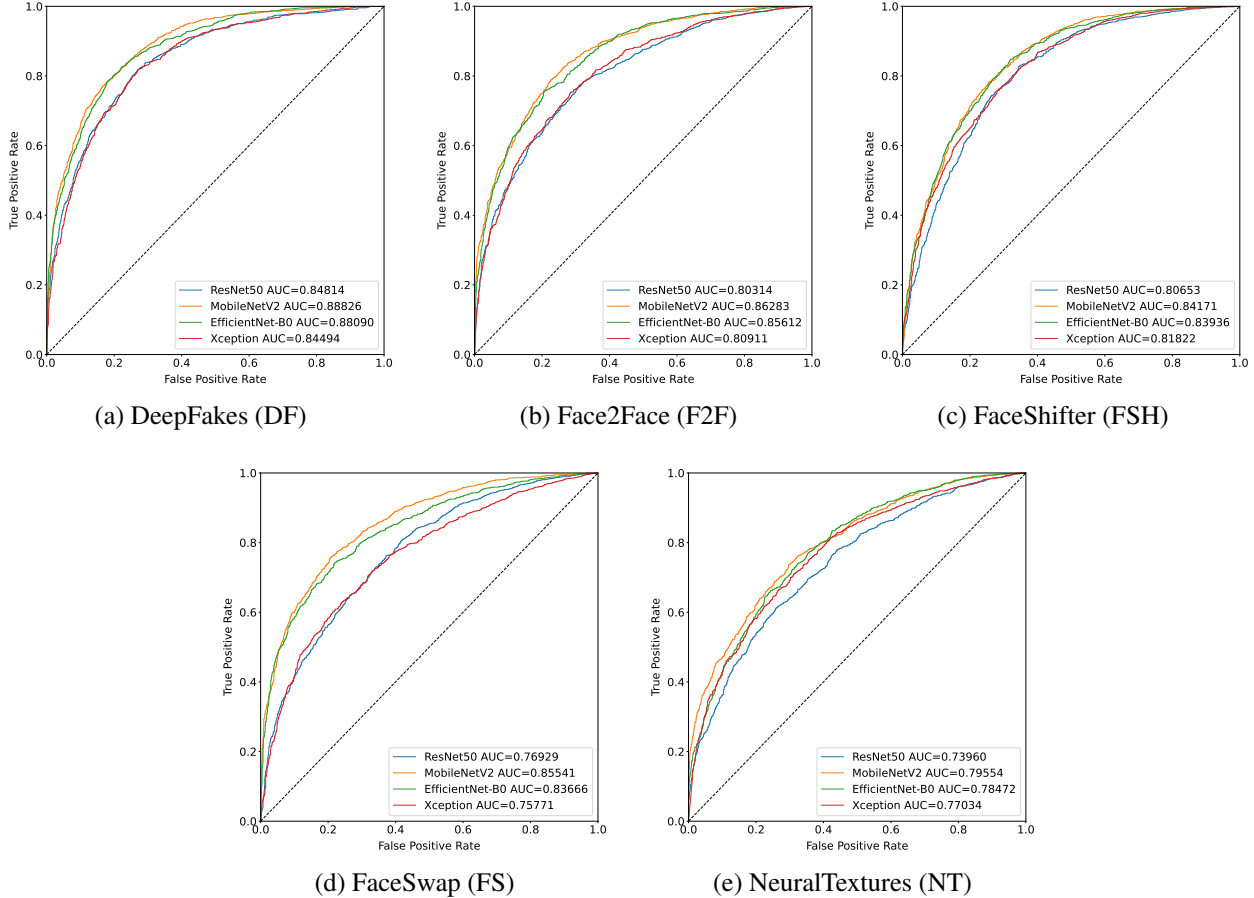 1.0
0.8
0.6
0.4
0.2
0.0
True Positive Rate
ResNet50 AUC=0.84814
MobileNetV2 AUC=0.88826
EfficientNet-B0 AUC=0.88090
Xception AUC=0.84494
0.0 0.2 0.4 0.6 0.8 1.0
False Positive Rate
(a) DeepFakes (DF)
1.0
0.8
0.6
0.4
0.2
0.0
True Positive Rate
ResNet50 AUC=0.80314
MobileNetV2 AUC=0.86283
EfficientNet-B0 AUC=0.85612
Xception AUC=0.80911
0.0 0.2 0.4 0.6 0.8 1.0
False Positive Rate
(b) Face2Face (F2F)
1.0
0.8
0.6
0.4
0.2
0.0
True Positive Rate
ResNet50 AUC=0.80653
MobileNetV2 AUC=0.84171
EfficientNet-B0 AUC=0.83936
Xception AUC=0.81822
0.0 0.2 0.4 0.6 0.8 1.0
False Positive Rate
(c) FaceShifter (FSH)
1.0
0.8
0.6
0.4
0.2
0.0
True Positive Rate
ResNet50 AUC=0.76929
MobileNetV2 AUC=0.85541
EfficientNet-B0 AUC=0.83666
Xception AUC=0.75771
0.0 0.2 0.4 0.6 0.8 1.0
False Positive Rate
(d) FaceSwap (FS)
1.0
0.8
0.6
0.4
0.2
0.0
True Positive Rate
ResNet50 AUC=0.73960
MobileNetV2 AUC=0.79554
EfficientNet-B0 AUC=0.78472
Xception AUC=0.77034
0.0 0.2 0.4 0.6 0.8 1.0
False Positive Rate
(e) NeuralTextures (NT)